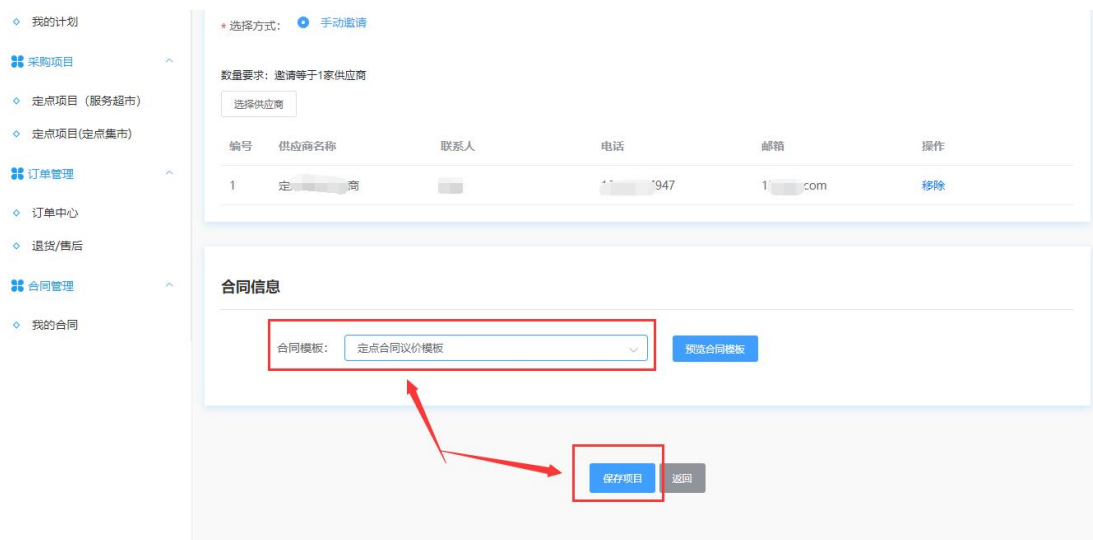 我的计划
采购项目
定点项目（服务超市）
定点项目(定点集市)
订单管理
订单中心
退货/售后
合同管理
我的合同
* 选择方式： 手动邀请
数量要求：邀请等于1家供应商
选择供应商
编号 供应商名称 联系人 电话 邮箱 操作
1 定 商 947 1 com 移除
合同信息
合同模板： 定点合同议价模板 预览合同模板
保存项目 返回